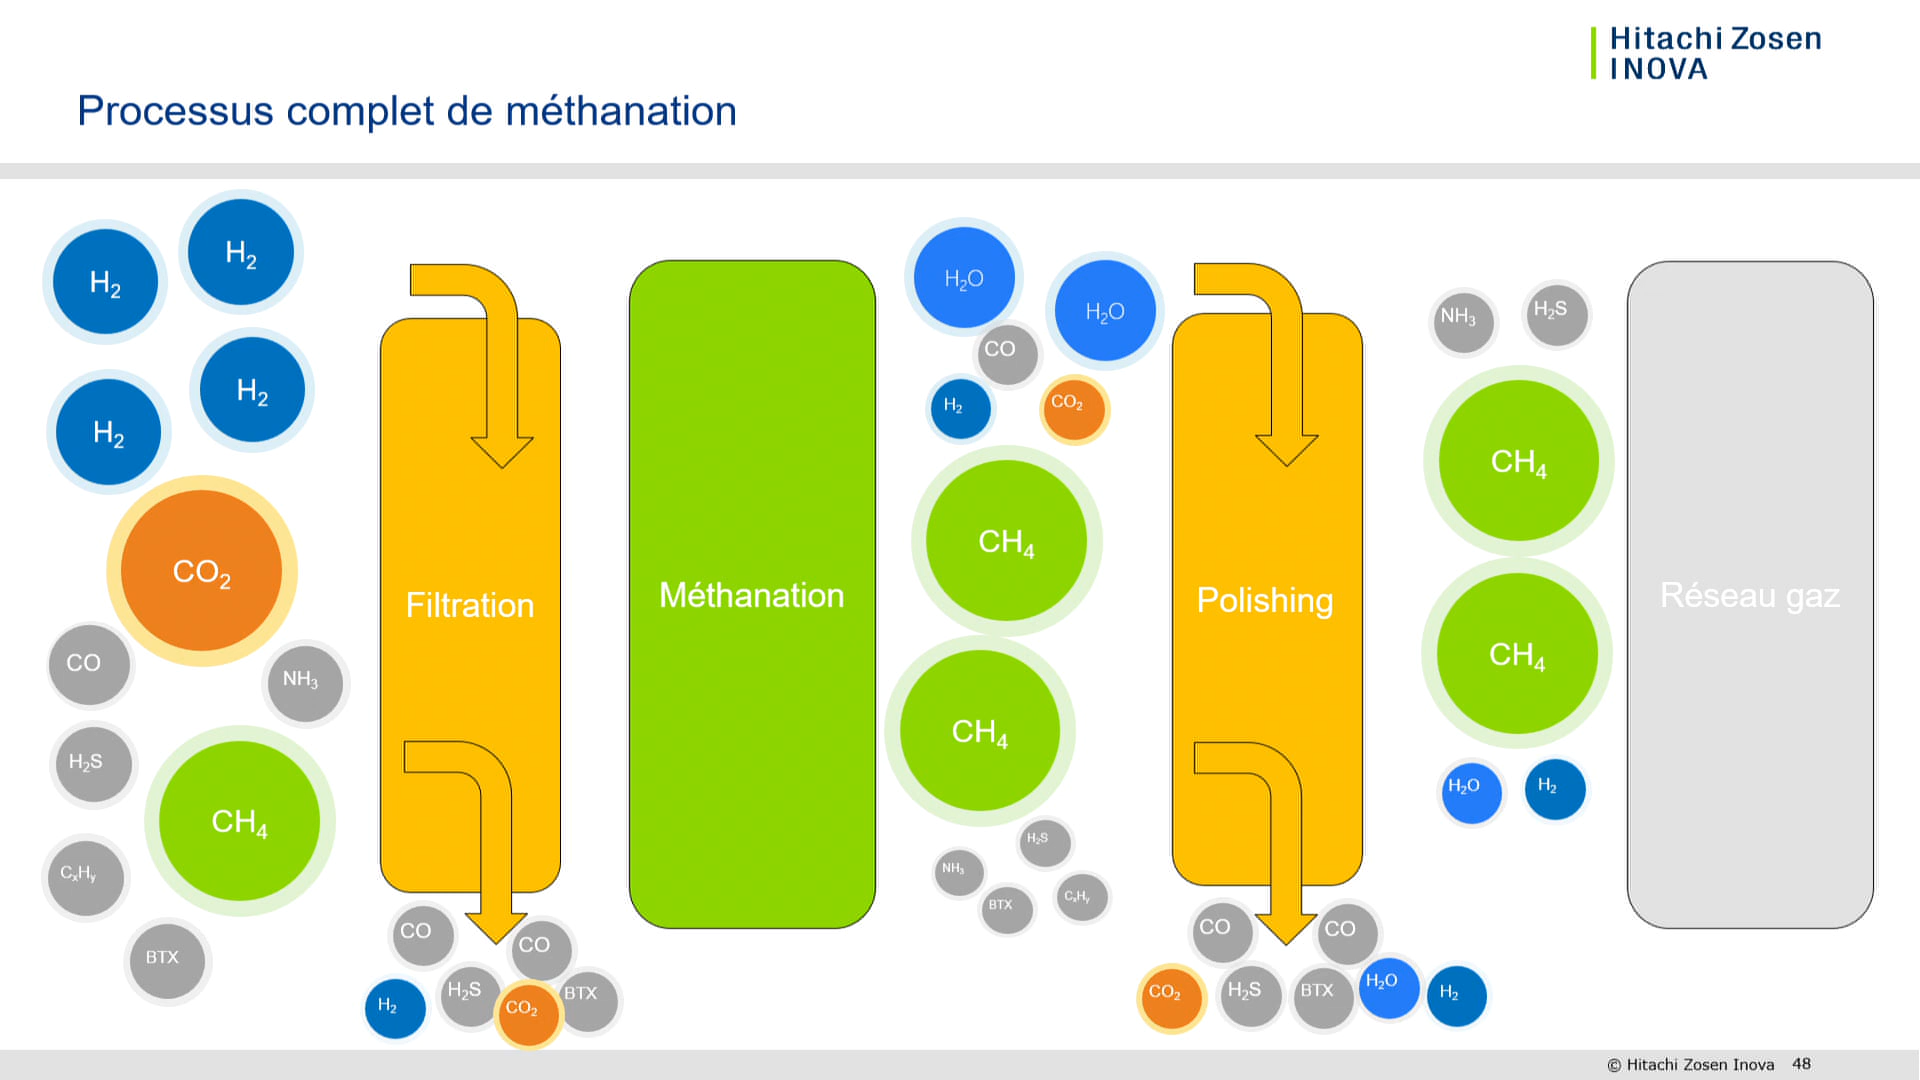 Hitachi Zosen
INOVA
Processus complet de méthanation
H₂
H₂
H₂
H₂
CO₂
CO
NH₃
H₂S
CH₄
CₓHᵧ
BTX
Filtration
CO
CO
H₂
H₂S
CO₂
BTX
Méthanation
H₂O
H₂O
CO
H₂
CO₂
CH₄
CH₄
H₂S
NH₃
BTX
CₓHᵧ
Polishing
CO
CO
CO₂
H₂S
BTX
H₂O
H₂
NH₃
H₂S
CH₄
CH₄
H₂O
H₂
Réseau gaz
© Hitachi Zosen Inova 48